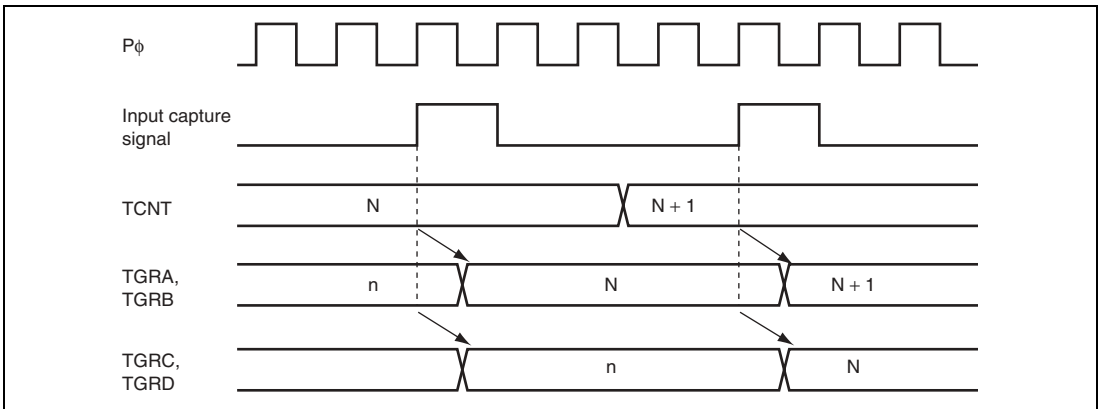 Pϕ
Input capture
signal
TCNT
N
N + 1
TGRA,
TGRB
n
N
N + 1
TGRC,
TGRD
n
N